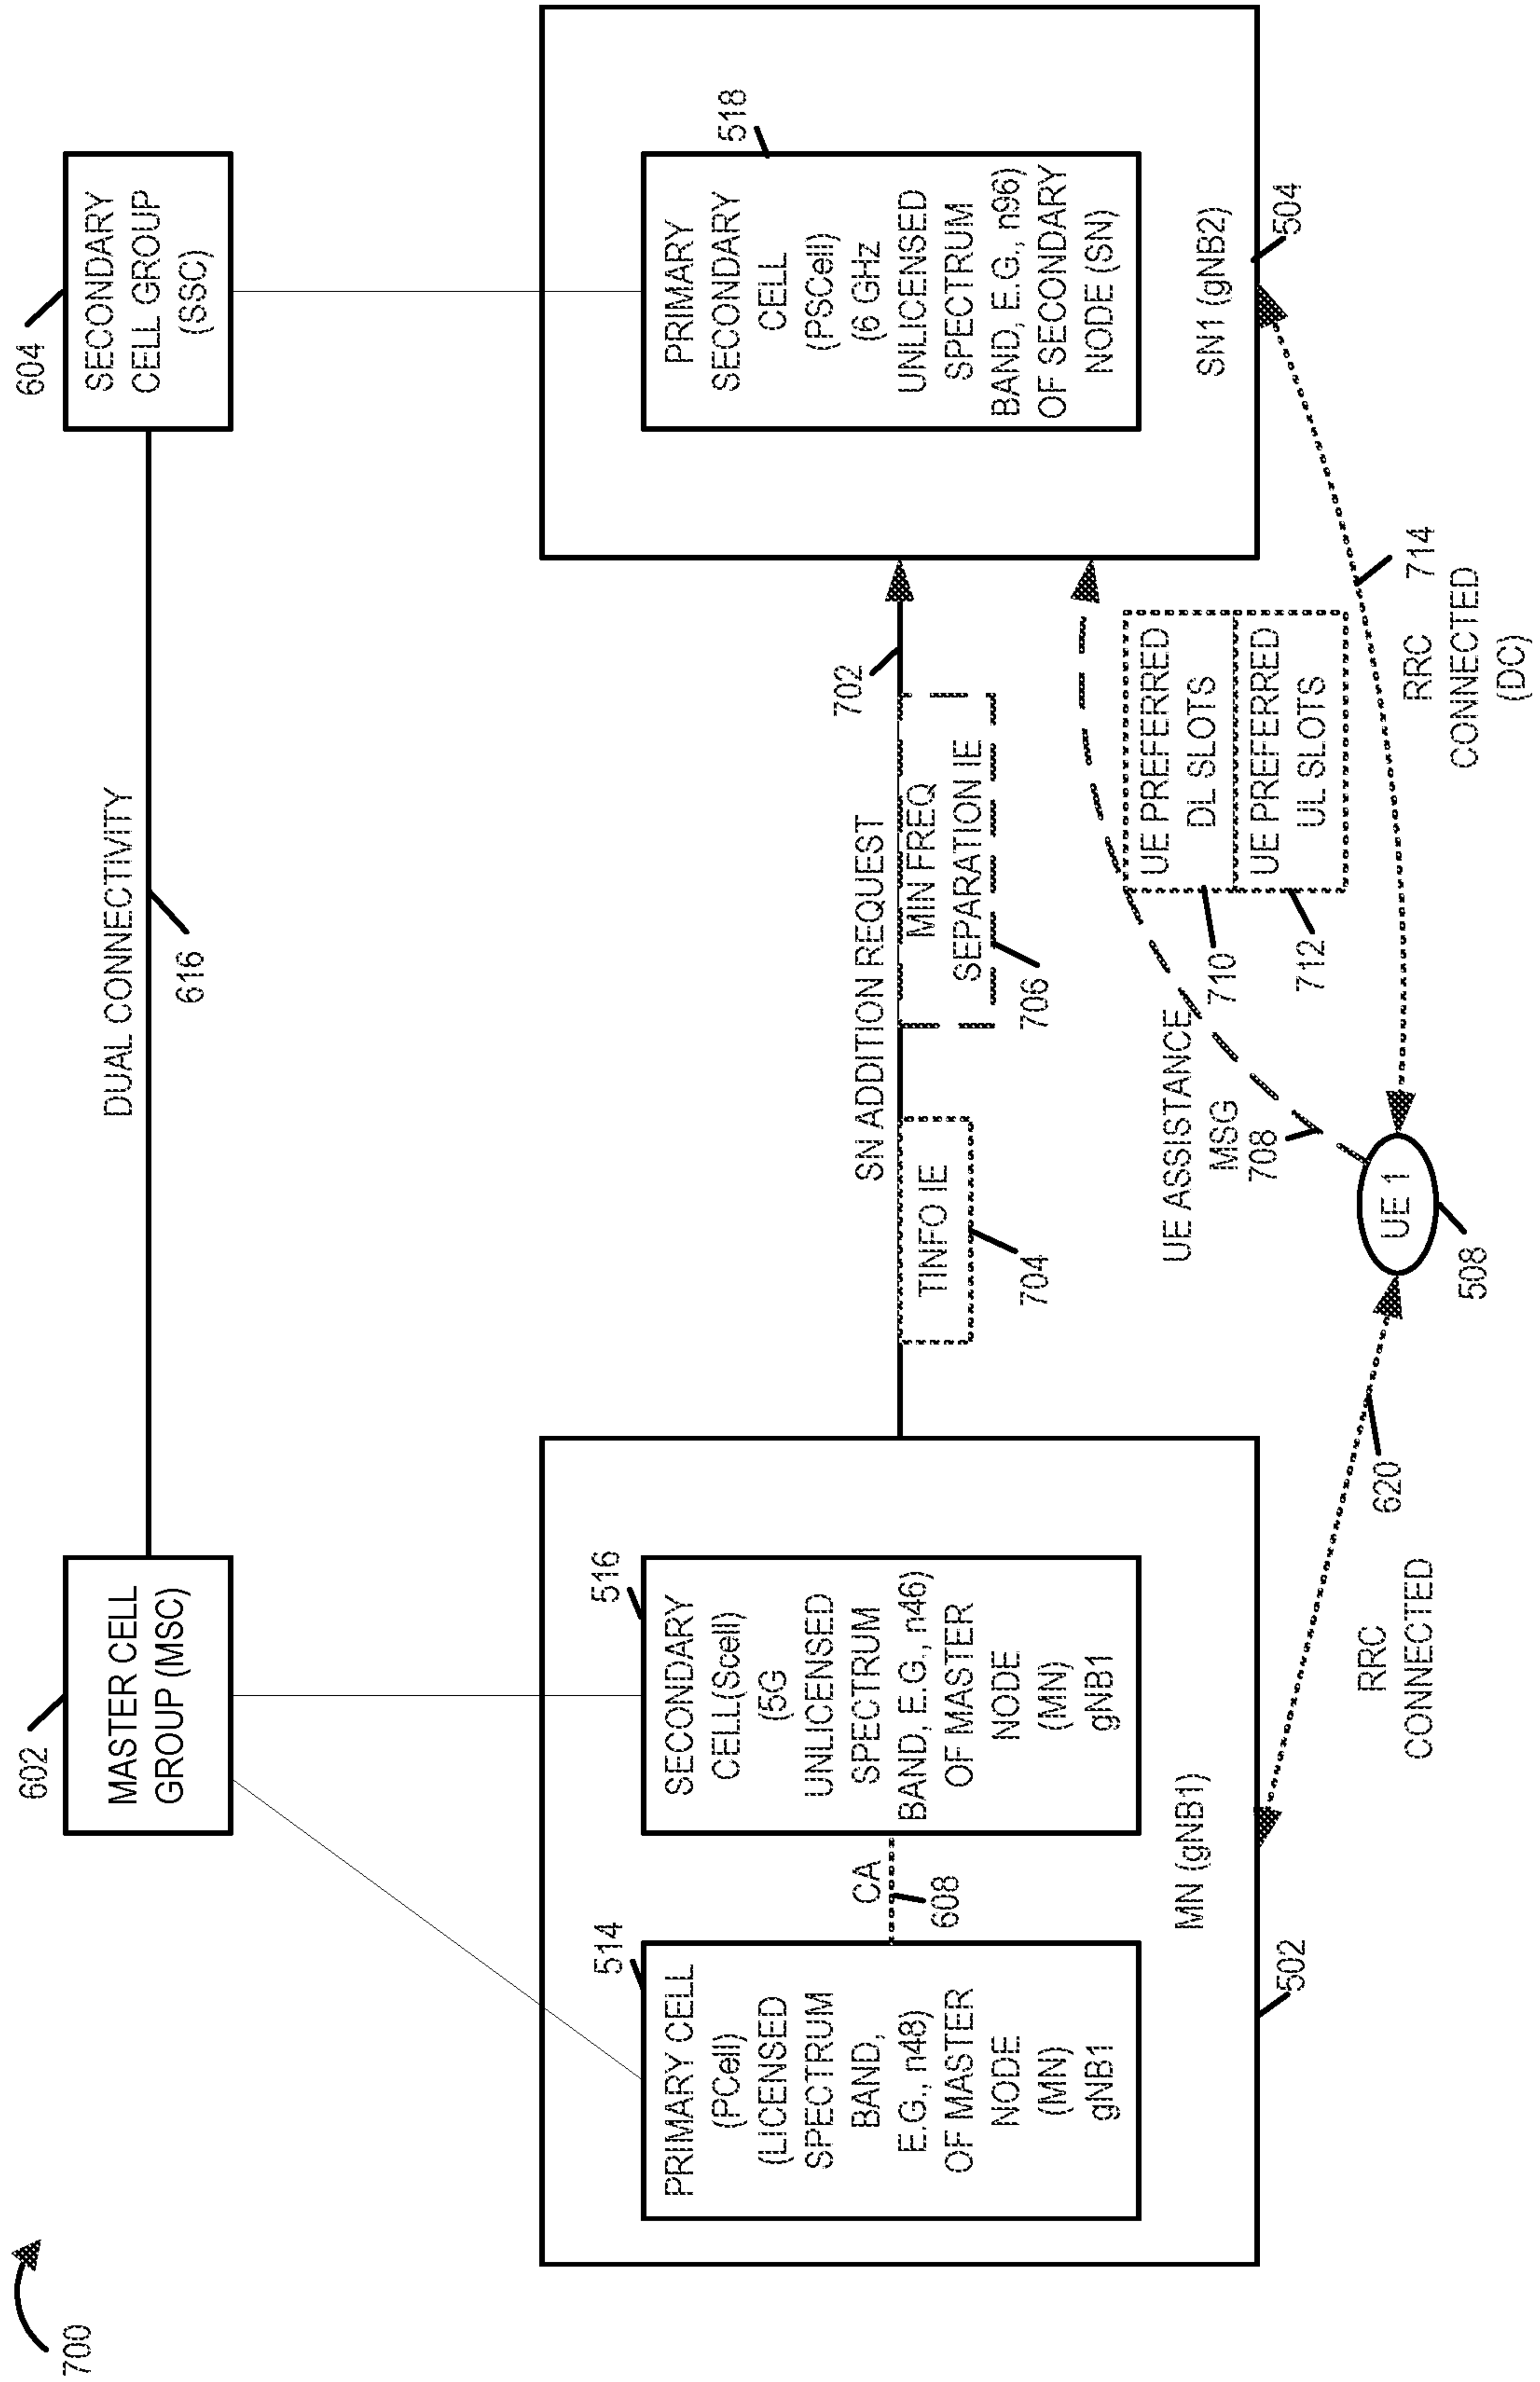 700
602
MASTER CELL
GROUP (MSC)
DUAL CONNECTIVITY
616
604
SECONDARY
CELL GROUP
(SSC)
514
PRIMARY CELL
(PCell)
(LICENSED
SPECTRUM
BAND,
E.G., n48)
OF MASTER
NODE
(MN)
gNB1
CA
608
516
SECONDARY
CELL(Scell)
(5G
UNLICENSED
SPECTRUM
BAND, E.G., n46)
OF MASTER
NODE
(MN)
gNB1
MN (gNB1)
502
SN ADDITION REQUEST
702
TINFO IE
704
MIN FREQ
SEPARATION IE
706
518
PRIMARY
SECONDARY
CELL
(PSCell)
(6 GHz
UNLICENSED
SPECTRUM
BAND, E.G., n96)
OF SECONDARY
NODE (SN)
SN1 (gNB2)
504
UE ASSISTANCE
MSG
708
UE PREFERRED
DL SLOTS
710
UE PREFERRED
UL SLOTS
712
620
RRC
CONNECTED
UE 1
508
RRC 714
CONNECTED
(DC)